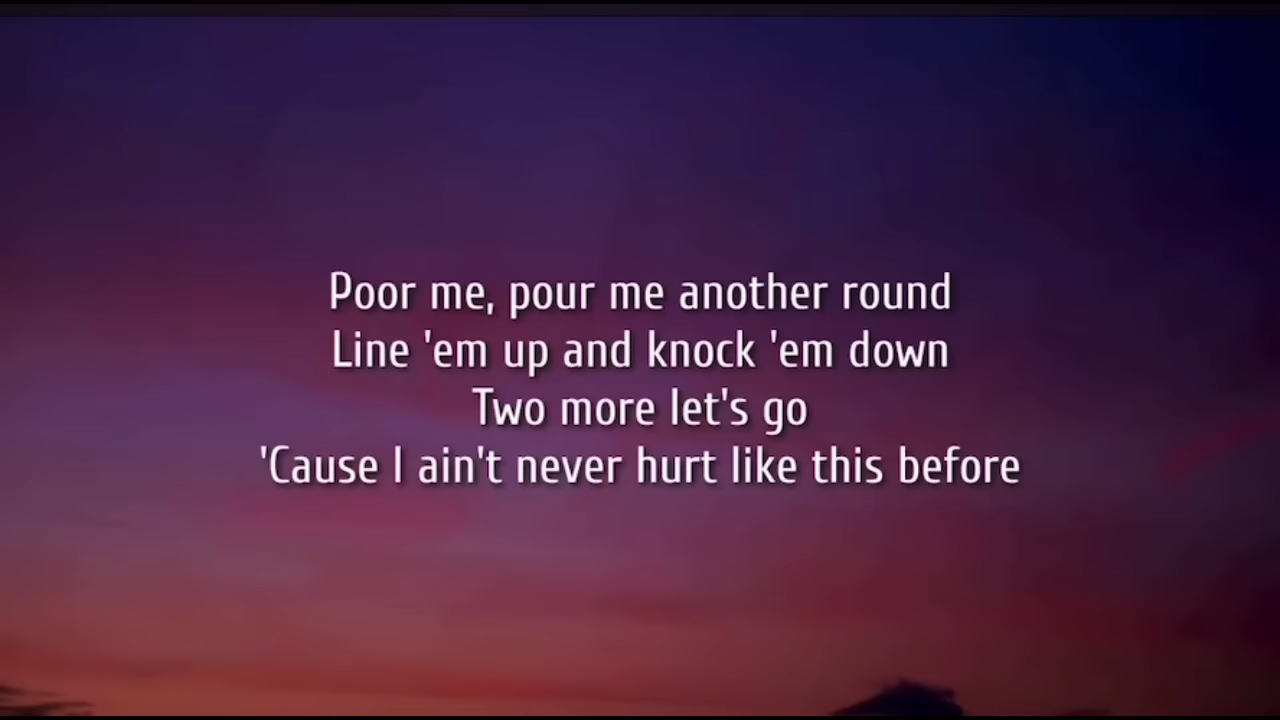 Poor me, pour me another round
Line 'em up and knock 'em down
Two more let's go
'Cause I ain't never hurt like this before